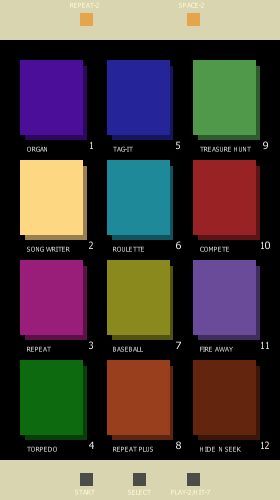 REPEAT-2 SPACE-2
ORGAN 1 TAG-IT 5 TREASURE HUNT 9
SONG WRITER 2 ROULETTE 6 COMPETE 10
REPEAT 3 BASEBALL 7 FIRE AWAY 11
TORPEDO 4 REPEAT PLUS 8 HIDE N SEEK 12
START SELECT PLAY-2/HIT-7